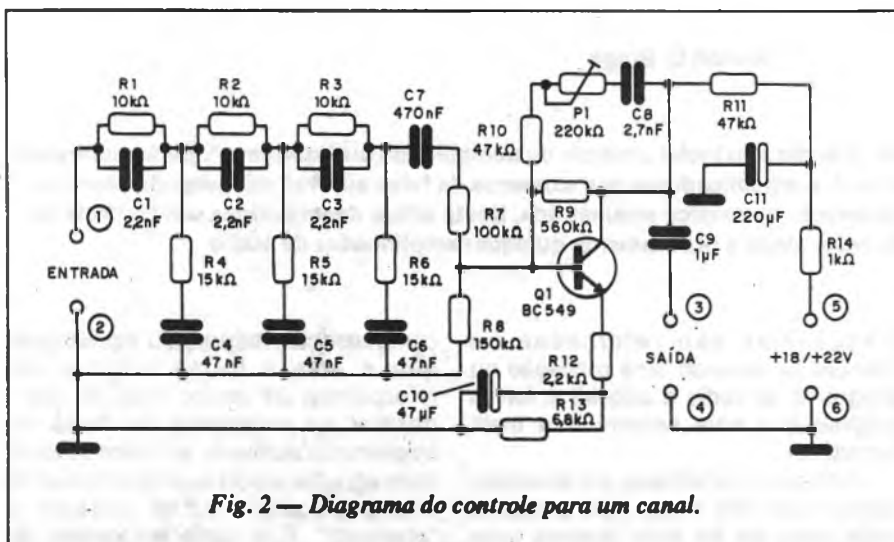 R1
10kΩ
R2
10kΩ
R3
10kΩ
C7
470nF
C1
2,2nF
C2
2,2nF
C3
2,2nF
R4
15kΩ
R5
15kΩ
R6
15kΩ
C4
47nF
C5
47nF
C6
47nF
1
ENTRADA
2
R7
100kΩ
R8
150kΩ
C10
47µF
R10
47kΩ
P1
220kΩ
C8
2,7nF
R9
560kΩ
Q1
BC549
R12
2,2kΩ
R13
6,8kΩ
R11
47kΩ
C11
220µF
C9
1µF
R14
1kΩ
3
SAÍDA
4
5
+18/+22V
6
Fig. 2 — Diagrama do controle para um canal.